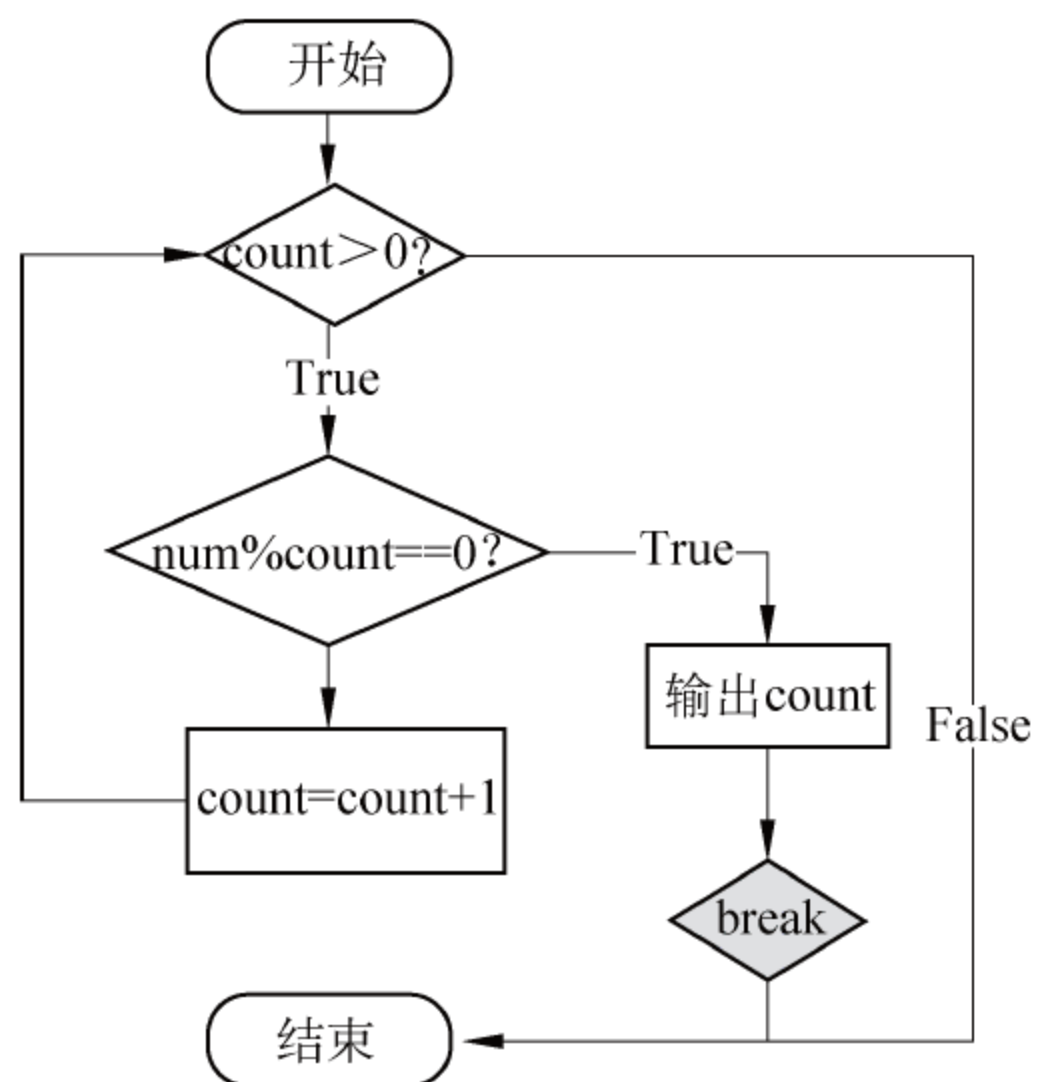 开始
count＞0?
True
num%count==0?
True
输出count
False
count=count+1
break
结束